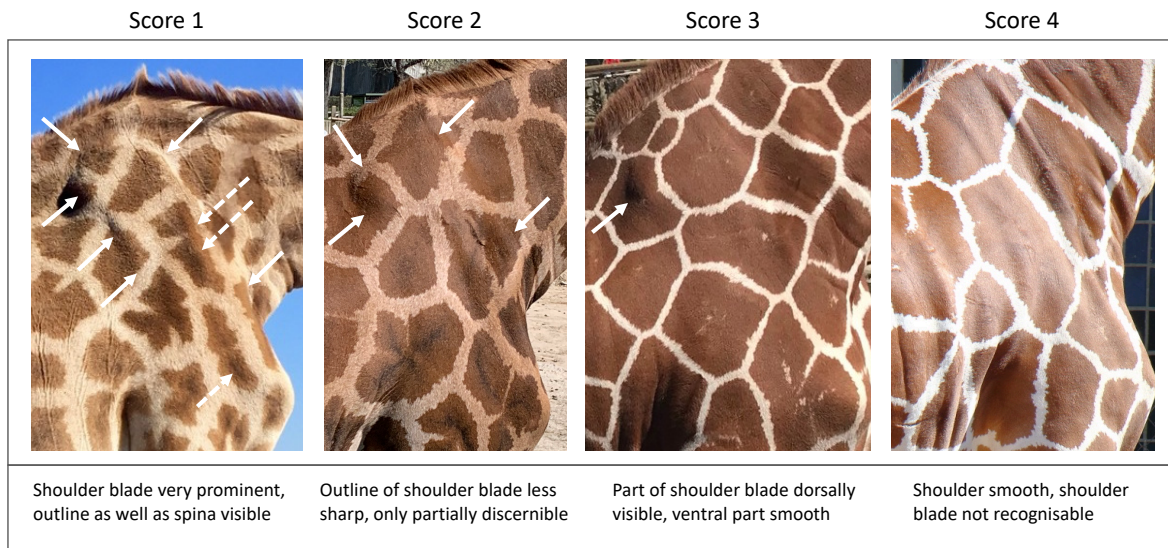 Score 1
Score 2
Score 3
Score 4
Shoulder blade very prominent,
outline as well as spina visible
Outline of shoulder blade less
sharp, only partially discernible
Part of shoulder blade dorsally
visible, ventral part smooth
Shoulder smooth, shoulder
blade not recognisable